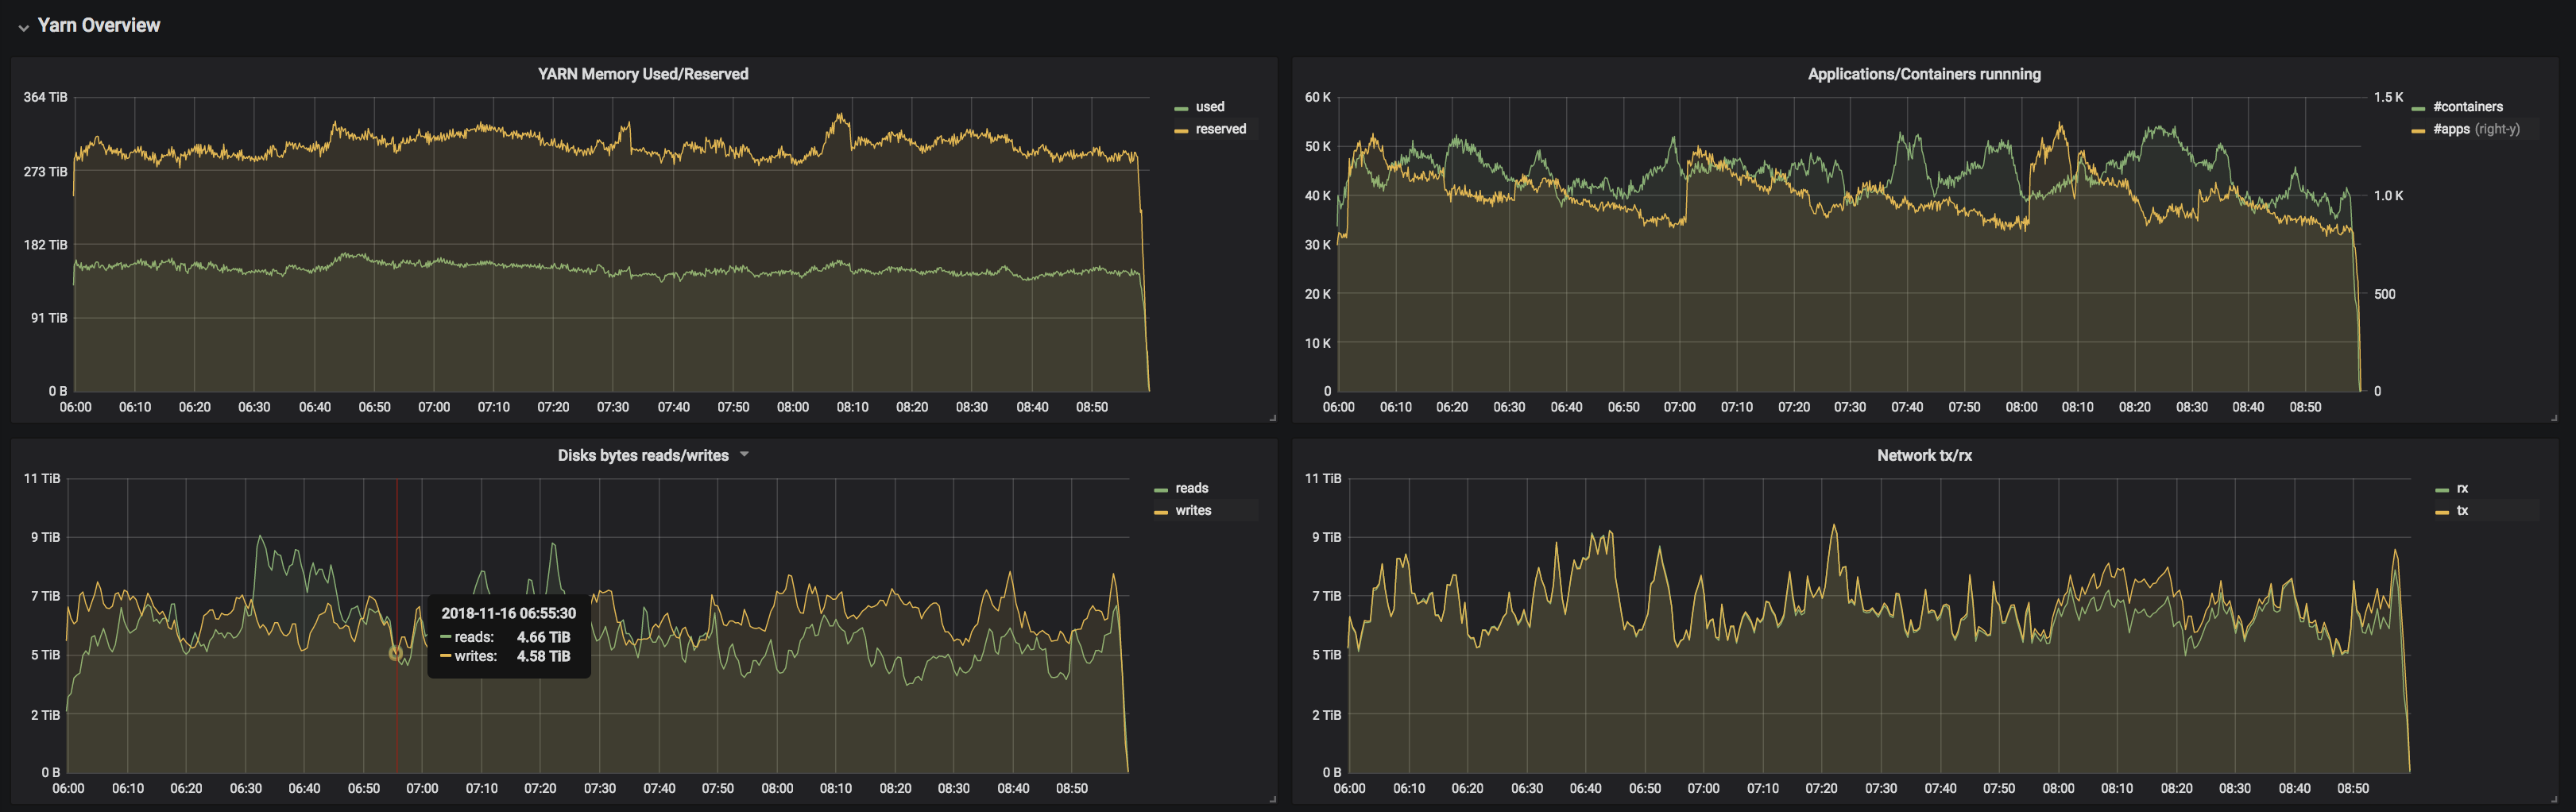 Yarn Overview
YARN Memory Used/Reserved
364 TiB
273 TiB
182 TiB
91 TiB
0 B
06:00 06:10 06:20 06:30 06:40 06:50 07:00 07:10 07:20 07:30 07:40 07:50 08:00 08:10 08:20 08:30 08:40 08:50
used
reserved
Applications/Containers runnning
60 K
50 K
40 K
30 K
20 K
10 K
0
1.5 K
1.0 K
500
0
06:00 06:10 06:20 06:30 06:40 06:50 07:00 07:10 07:20 07:30 07:40 07:50 08:00 08:10 08:20 08:30 08:40 08:50
#containers
#apps (right-y)
Disks bytes reads/writes
11 TiB
9 TiB
7 TiB
5 TiB
2 TiB
0 B
06:00 06:10 06:20 06:30 06:40 06:50 07:00 07:10 07:20 07:30 07:40 07:50 08:00 08:10 08:20 08:30 08:40 08:50
reads
writes
2018-11-16 06:55:30
reads: 4.66 TiB
writes: 4.58 TiB
Network tx/rx
11 TiB
9 TiB
7 TiB
5 TiB
2 TiB
0 B
06:00 06:10 06:20 06:30 06:40 06:50 07:00 07:10 07:20 07:30 07:40 07:50 08:00 08:10 08:20 08:30 08:40 08:50
rx
tx